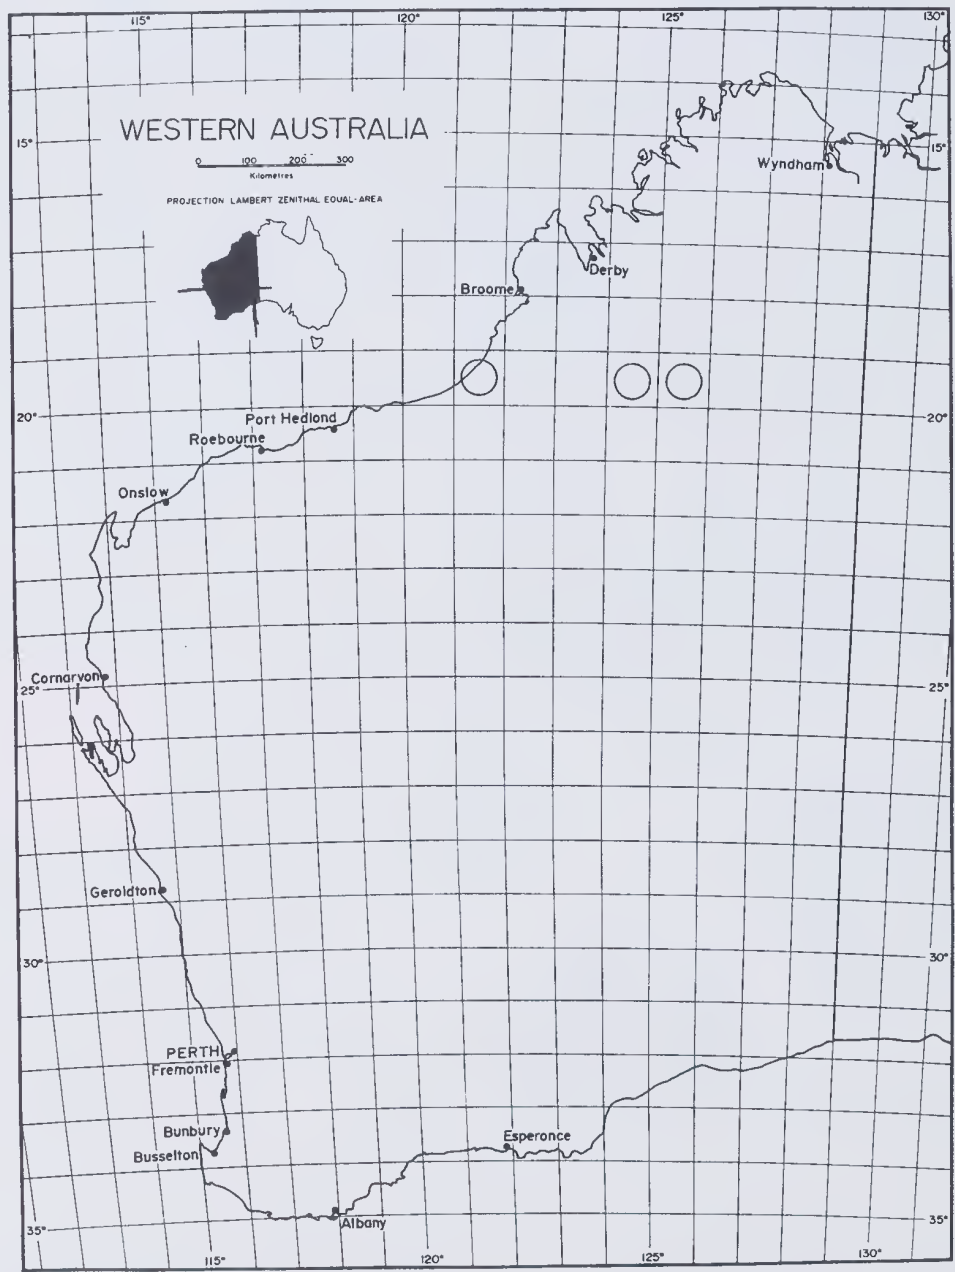 115° 120° 125° 130°
WESTERN AUSTRALIA
0 100 200 300
Kilometres
PROJECTION LAMBERT ZENITHAL EQUAL-AREA
15° 15°
Wyndham
Derby
Broome
20° 20°
Port Hedlond
Roebourne
Onslow
Cornarvon
25° 25°
Geroldton
30° 30°
PERTH
Fremontle
Bunbury
Busselton
Esperonce
Albany
35° 35°
115° 120° 125° 130°